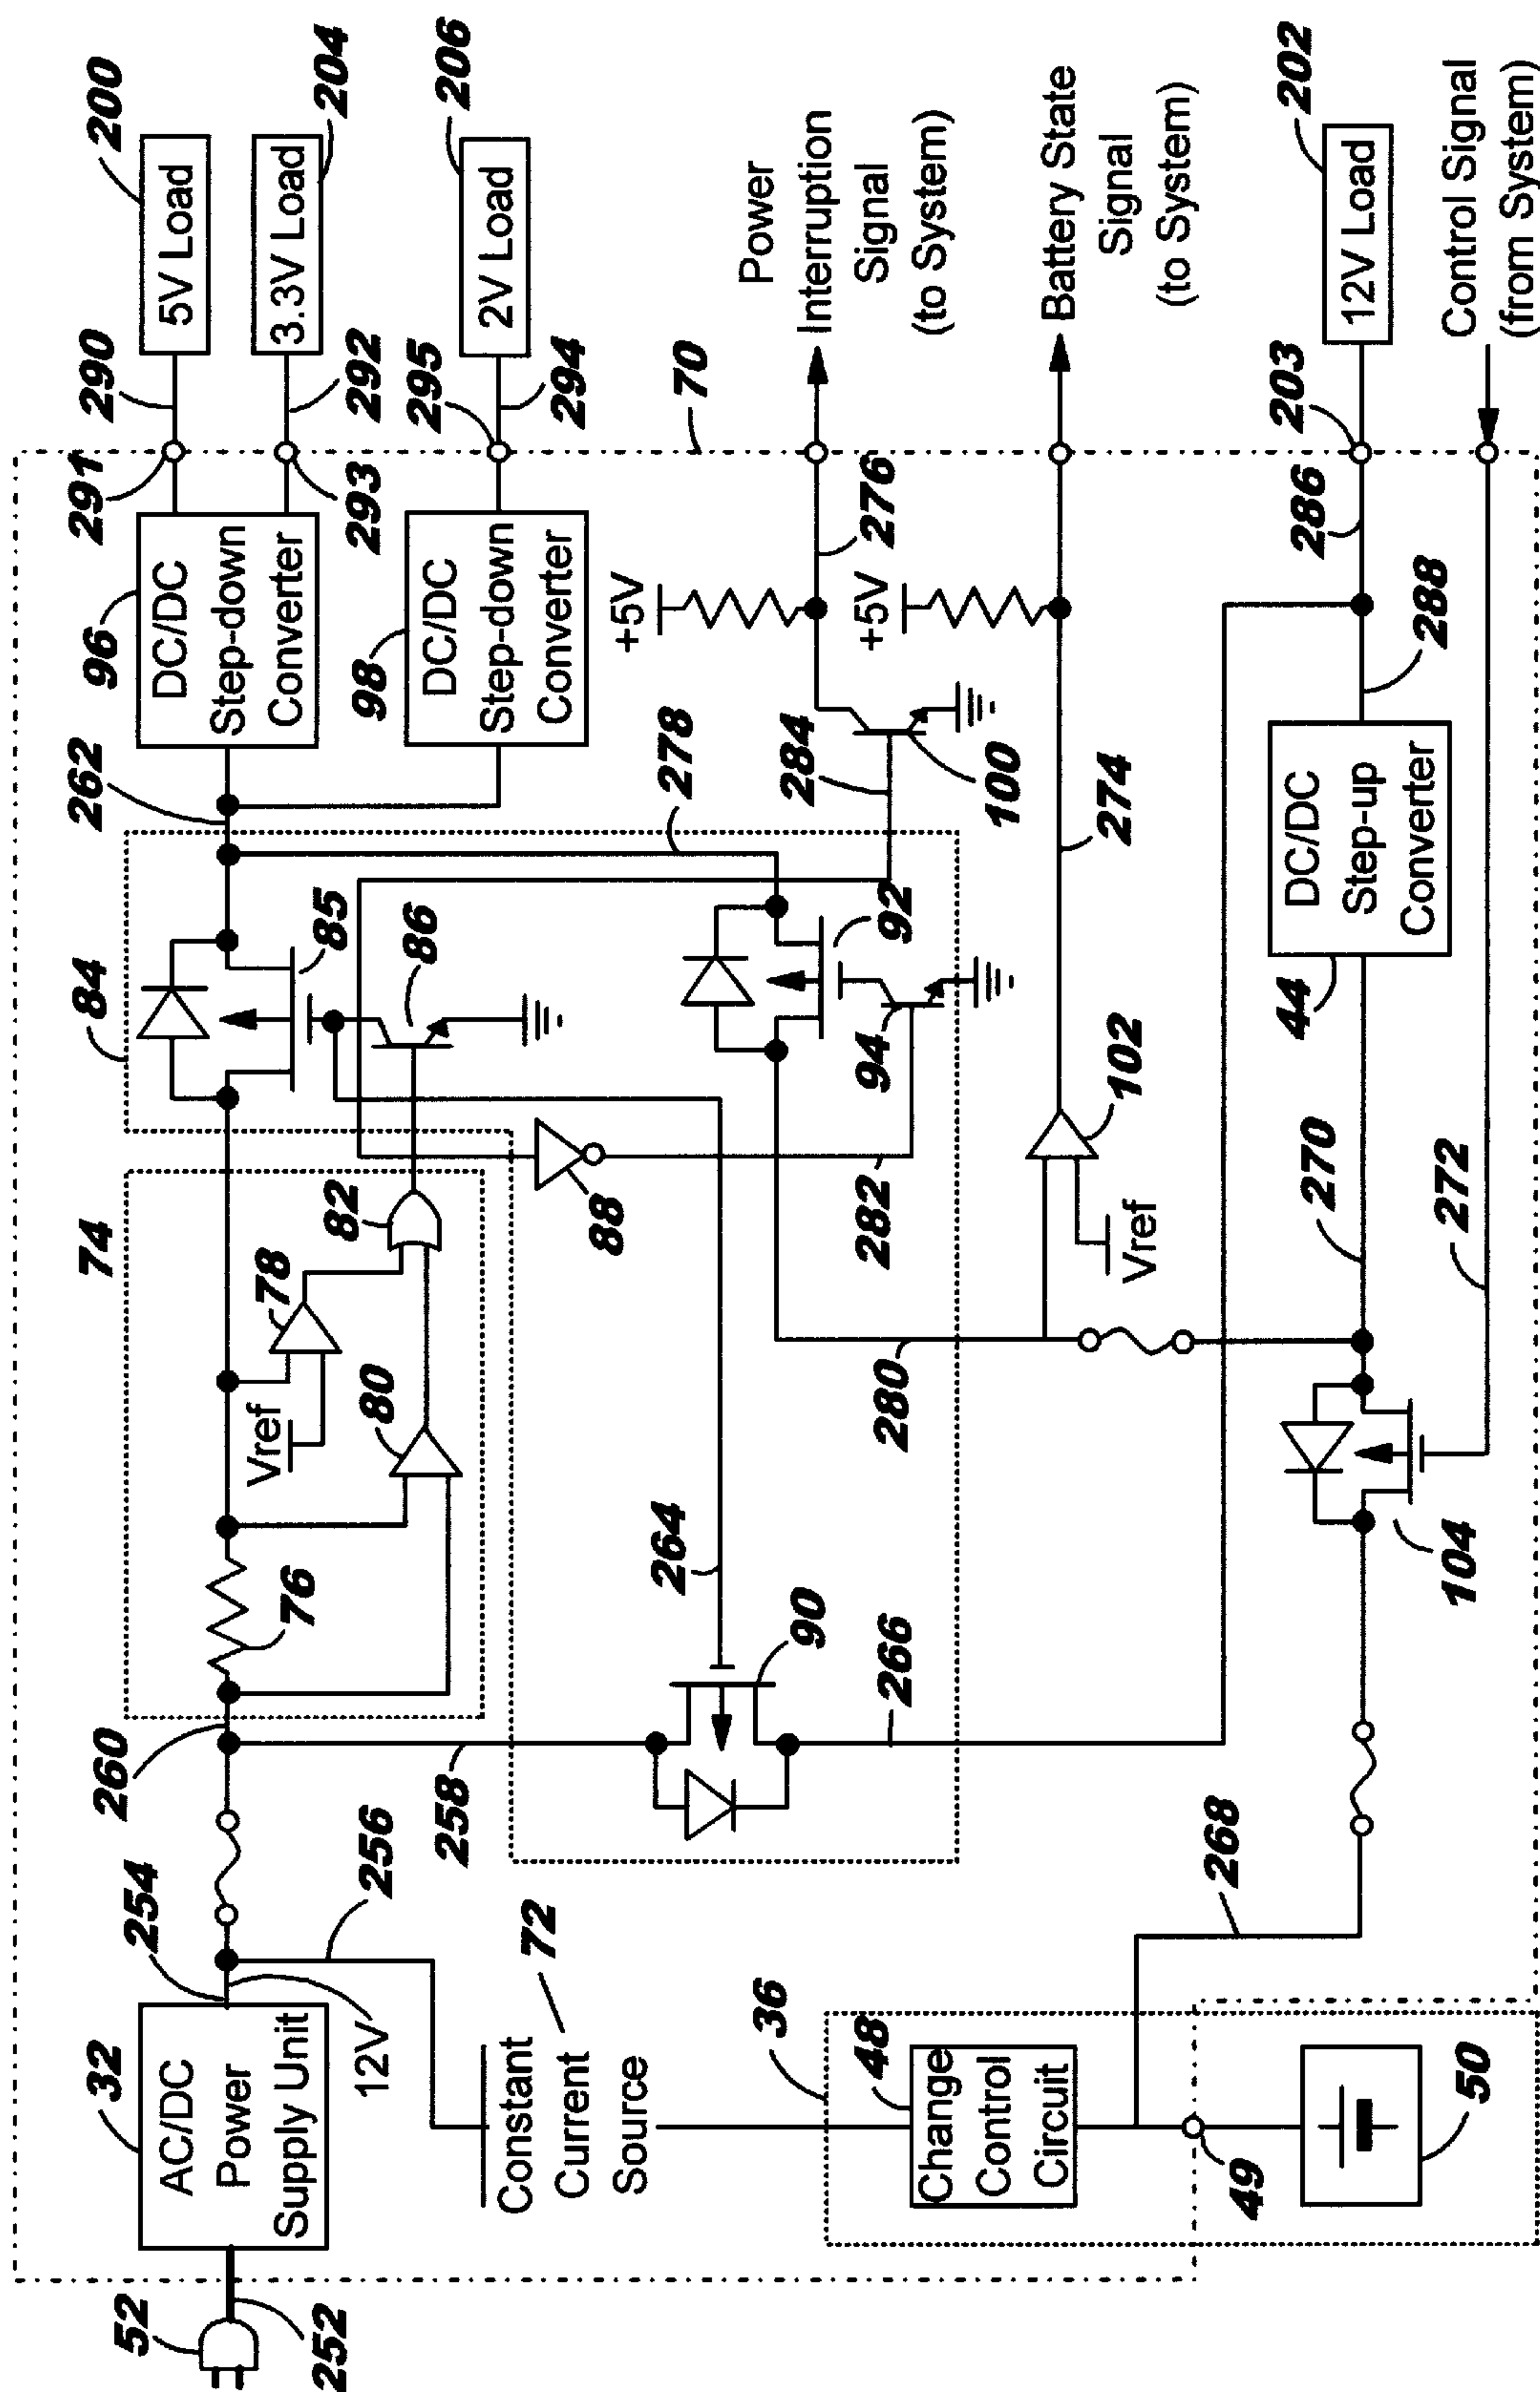 52
252
32
AC/DC
Power
Supply Unit
254
12V
256
Constant
Current
Source
72
36
48
Change
Control
Circuit
49
50
268
260
258
74
76
Vref
78
80
82
84
85
86
88
264
90
266
262
278
92
94
282
280
284
100
96
DC/DC
Step-down
Converter
98
DC/DC
Step-down
Converter
291
290
5V Load
200
293
292
3.3V Load
204
295
294
2V Load
206
+5V
276
70
Power
Interruption
Signal
(to System)
+5V
102
Vref
274
Battery State
Signal
(to System)
104
270
272
44
DC/DC
Step-up
Converter
288
286
203
12V Load
202
Control Signal
(from System)